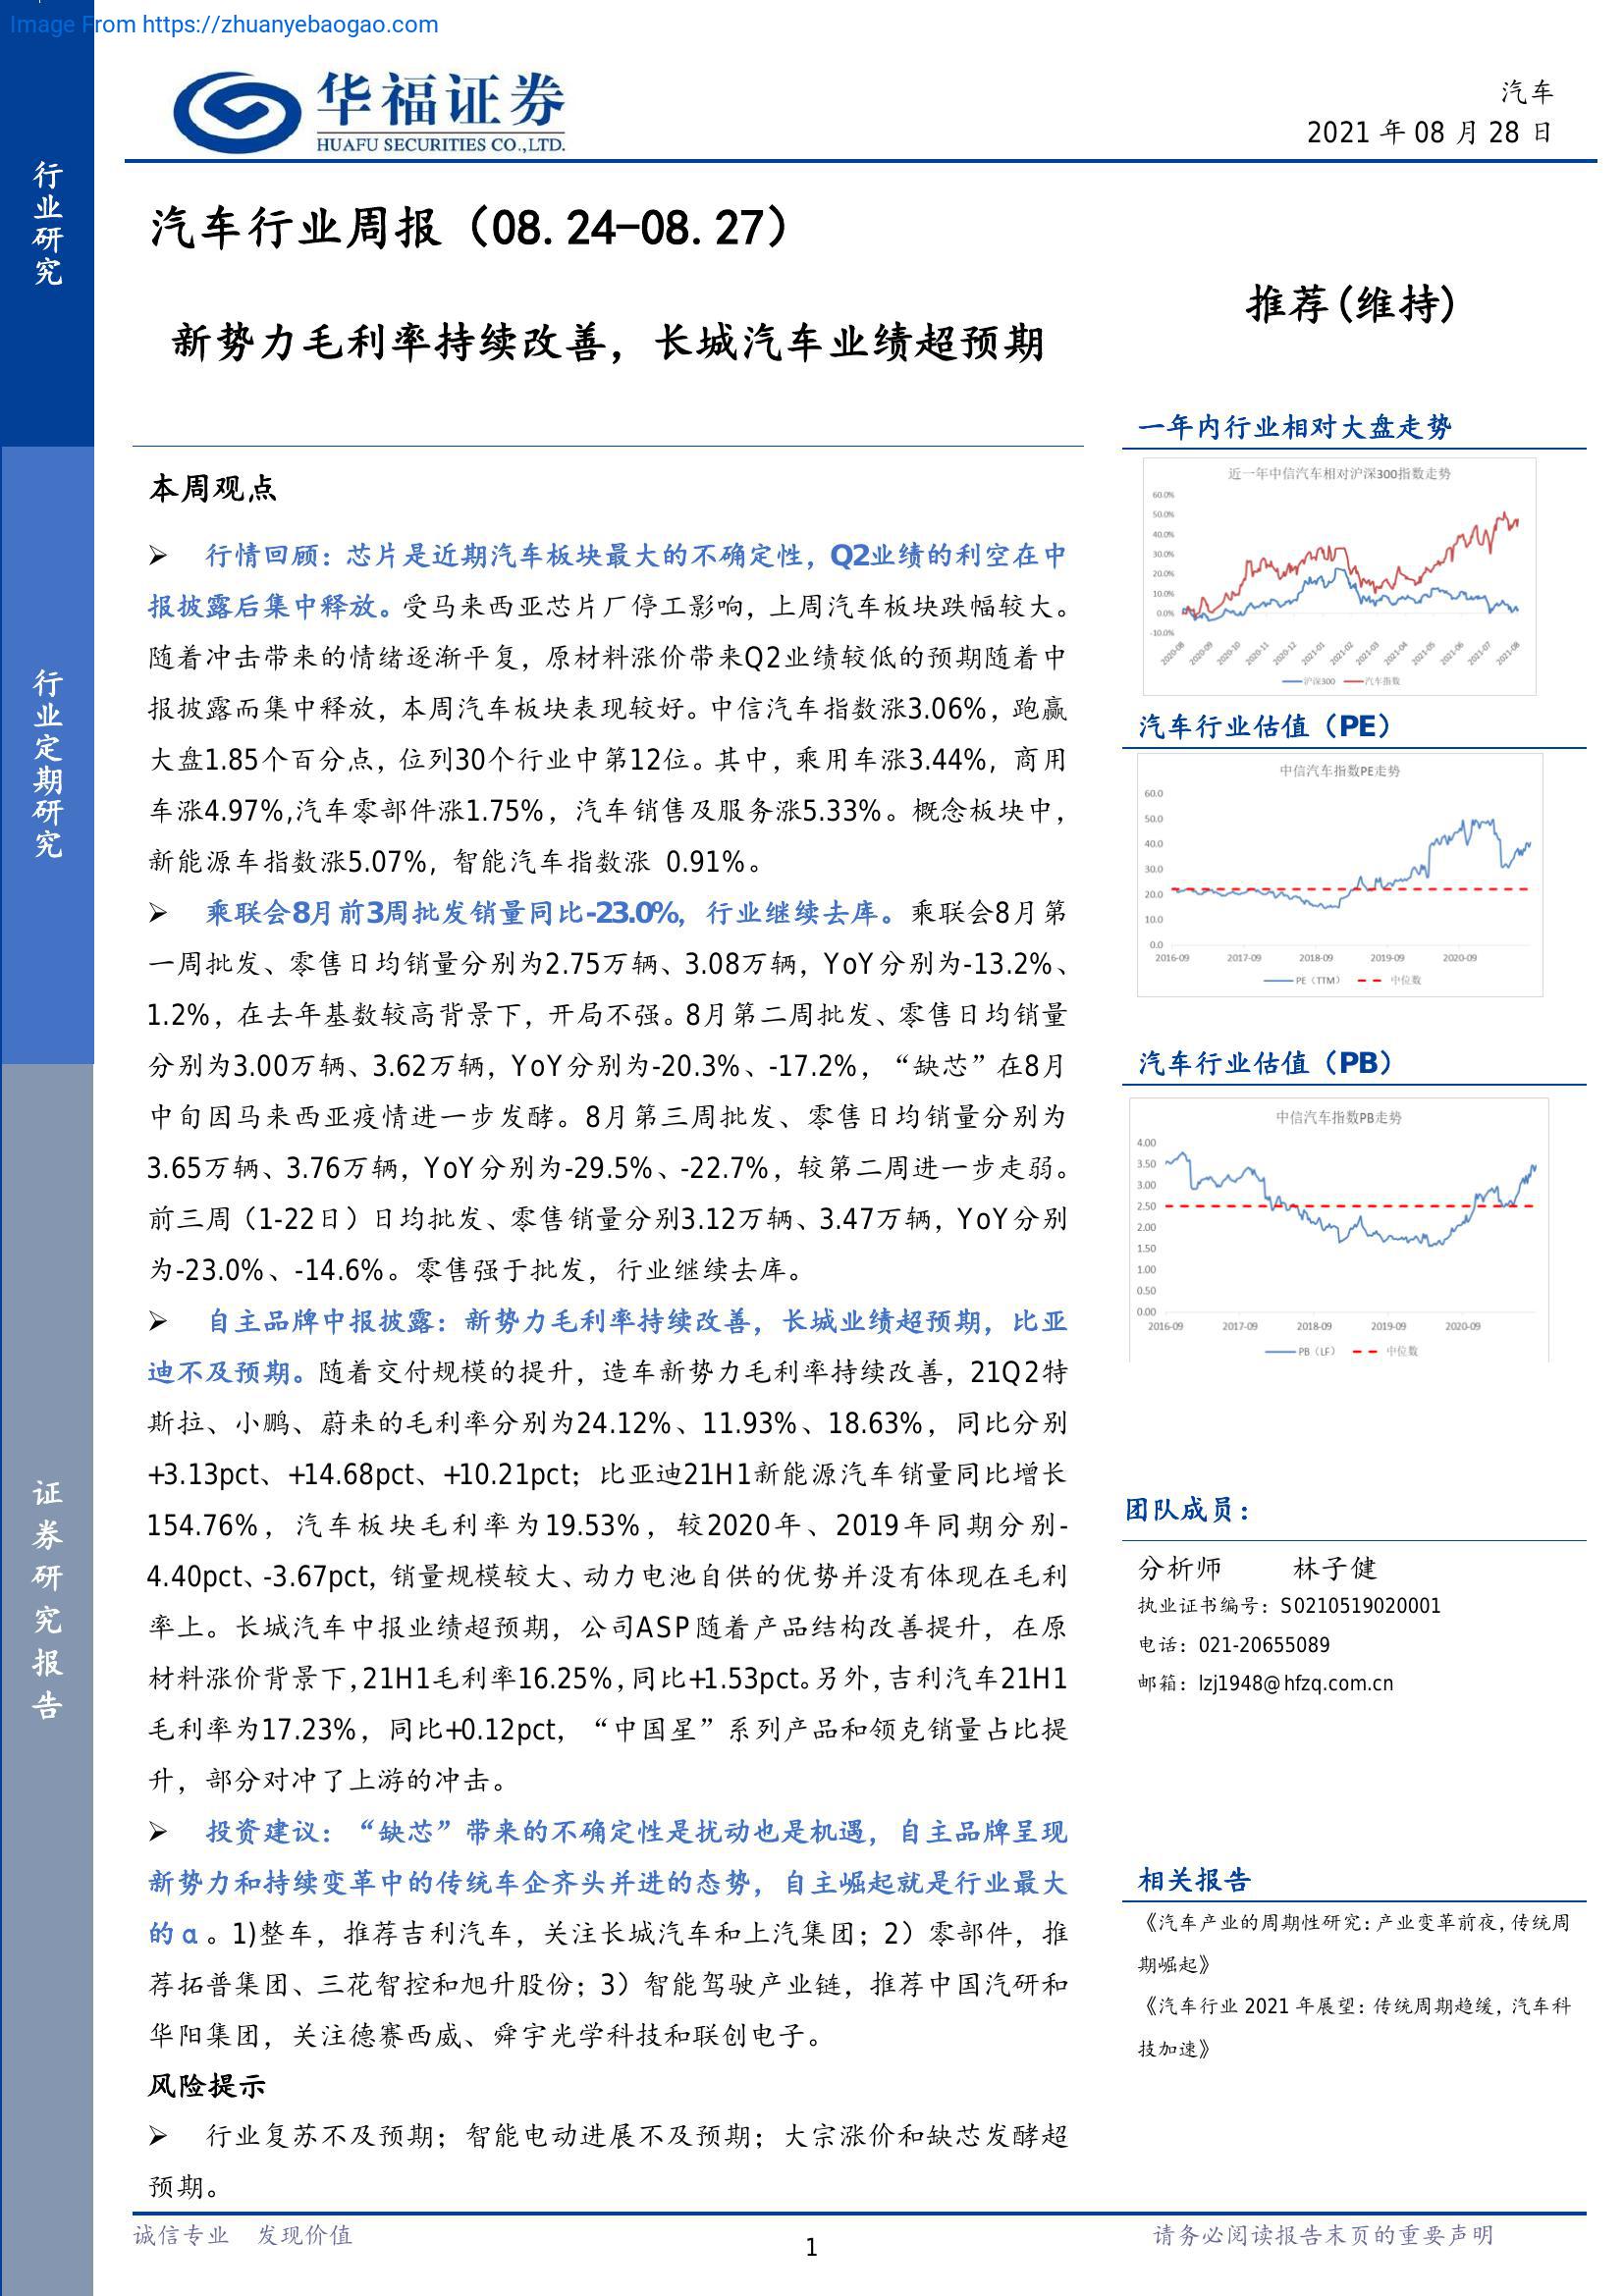 Image From https://zhuanyebaogao.com
行业研究
行业定期研究
证券研究报告
华福证券
HUAFU SECURITIES CO.,LTD.
汽车
2021 年 08 月 28 日
汽车行业周报（08.24-08.27）
新势力毛利率持续改善，长城汽车业绩超预期
推荐(维持)
本周观点
➢ 行情回顾：芯片是近期汽车板块最大的不确定性，Q2业绩的利空在中
报披露后集中释放。受马来西亚芯片厂停工影响，上周汽车板块跌幅较大。
随着冲击带来的情绪逐渐平复，原材料涨价带来Q2业绩较低的预期随着中
报披露而集中释放，本周汽车板块表现较好。中信汽车指数涨3.06%，跑赢
大盘1.85个百分点，位列30个行业中第12位。其中，乘用车涨3.44%，商用
车涨4.97%,汽车零部件涨1.75%，汽车销售及服务涨5.33%。概念板块中，
新能源车指数涨5.07%，智能汽车指数涨 0.91%。
➢ 乘联会8月前3周批发销量同比-23.0%，行业继续去库。乘联会8月第
一周批发、零售日均销量分别为2.75万辆、3.08万辆，YoY分别为-13.2%、
1.2%，在去年基数较高背景下，开局不强。8月第二周批发、零售日均销量
分别为3.00万辆、3.62万辆，YoY分别为-20.3%、-17.2%，“缺芯”在8月
中旬因马来西亚疫情进一步发酵。8月第三周批发、零售日均销量分别为
3.65万辆、3.76万辆，YoY分别为-29.5%、-22.7%，较第二周进一步走弱。
前三周（1-22日）日均批发、零售销量分别3.12万辆、3.47万辆，YoY分别
为-23.0%、-14.6%。零售强于批发，行业继续去库。
➢ 自主品牌中报披露：新势力毛利率持续改善，长城业绩超预期，比亚
迪不及预期。随着交付规模的提升，造车新势力毛利率持续改善，21Q2特
斯拉、小鹏、蔚来的毛利率分别为24.12%、11.93%、18.63%，同比分别
+3.13pct、+14.68pct、+10.21pct；比亚迪21H1新能源汽车销量同比增长
154.76%，汽车板块毛利率为19.53%，较2020年、2019年同期分别-
4.40pct、-3.67pct，销量规模较大、动力电池自供的优势并没有体现在毛利
率上。长城汽车中报业绩超预期，公司ASP随着产品结构改善提升，在原
材料涨价背景下,21H1毛利率16.25%,同比+1.53pct。另外,吉利汽车21H1
毛利率为17.23%，同比+0.12pct，“中国星”系列产品和领克销量占比提
升，部分对冲了上游的冲击。
➢ 投资建议：“缺芯”带来的不确定性是扰动也是机遇，自主品牌呈现
新势力和持续变革中的传统车企齐头并进的态势，自主崛起就是行业最大
的α。1)整车，推荐吉利汽车，关注长城汽车和上汽集团；2）零部件，推
荐拓普集团、三花智控和旭升股份；3）智能驾驶产业链，推荐中国汽研和
华阳集团，关注德赛西威、舜宇光学科技和联创电子。
风险提示
➢ 行业复苏不及预期；智能电动进展不及预期；大宗涨价和缺芯发酵超
预期。
一年内行业相对大盘走势
近一年中信汽车相对沪深300指数走势
60.0%
50.0%
40.0%
30.0%
20.0%
10.0%
0.0%
-10.0%
2020-08 2020-09 2020-10 2020-11 2020-12 2021-01 2021-02 2021-03 2021-04 2021-05 2021-06 2021-07 2021-08
沪深300 汽车指数
汽车行业估值（PE）
中信汽车指数PE走势
60.0
50.0
40.0
30.0
20.0
10.0
0.0
2016-09 2017-09 2018-09 2019-09 2020-09
PE（TTM） 中位数
汽车行业估值（PB）
中信汽车指数PB走势
4.00
3.50
3.00
2.50
2.00
1.50
1.00
0.50
0.00
2016-09 2017-09 2018-09 2019-09 2020-09
PB（LF） 中位数
团队成员：
分析师 林子健
执业证书编号：S0210519020001
电话：021-20655089
邮箱：lzj1948@hfzq.com.cn
相关报告
《汽车产业的周期性研究：产业变革前夜，传统周
期崛起》
《汽车行业 2021 年展望：传统周期趋缓，汽车科
技加速》
诚信专业 发现价值
1
请务必阅读报告末页的重要声明